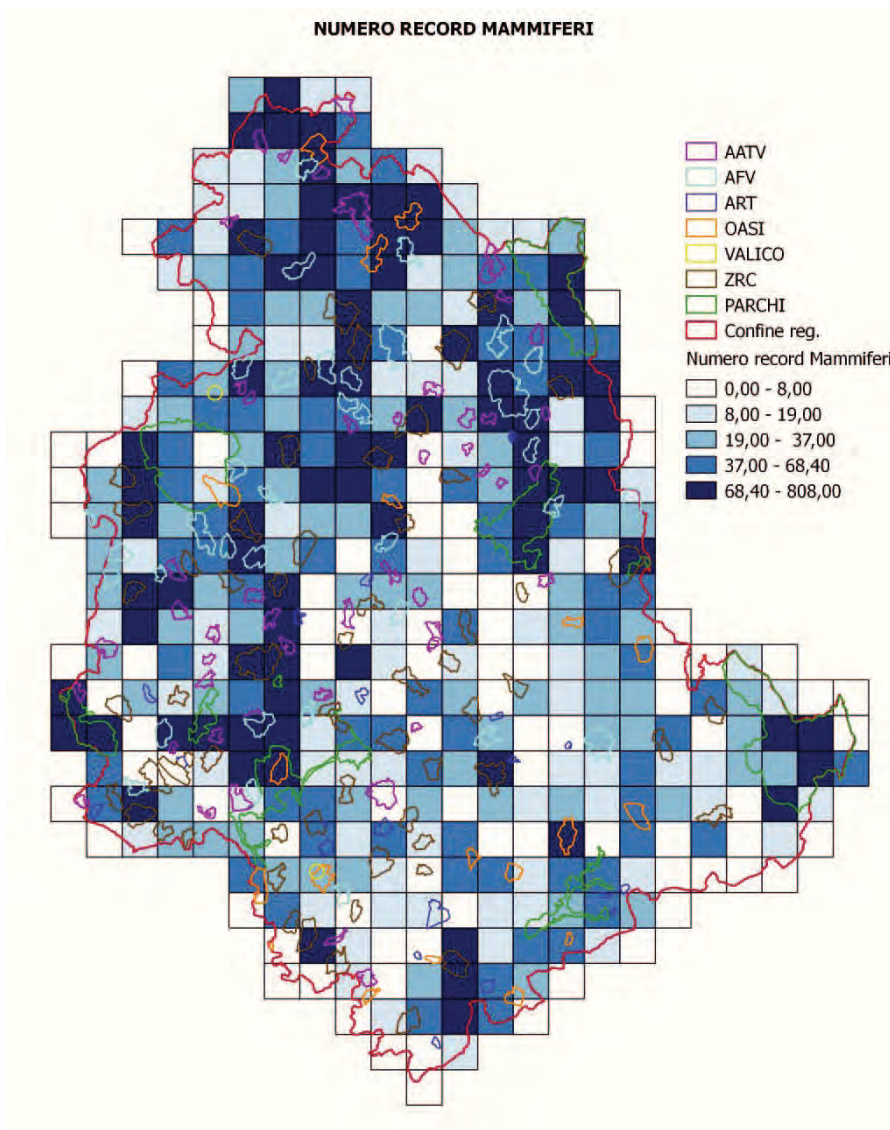 NUMERO RECORD MAMMIFERI
AATV
AFV
ART
OASI
VALICO
ZRC
PARCHI
Confine reg.
Numero record Mammiferi
0,00 - 8,00
8,00 - 19,00
19,00 - 37,00
37,00 - 68,40
68,40 - 808,00